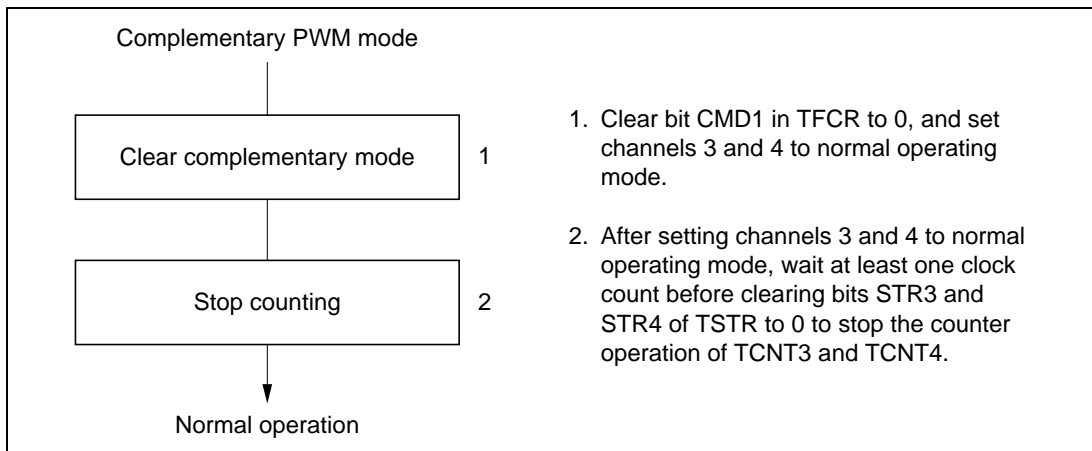 Complementary PWM mode
Clear complementary mode
1
Stop counting
2
Normal operation
1. Clear bit CMD1 in TFCR to 0, and set
channels 3 and 4 to normal operating
mode.
2. After setting channels 3 and 4 to normal
operating mode, wait at least one clock
count before clearing bits STR3 and
STR4 of TSTR to 0 to stop the counter
operation of TCNT3 and TCNT4.